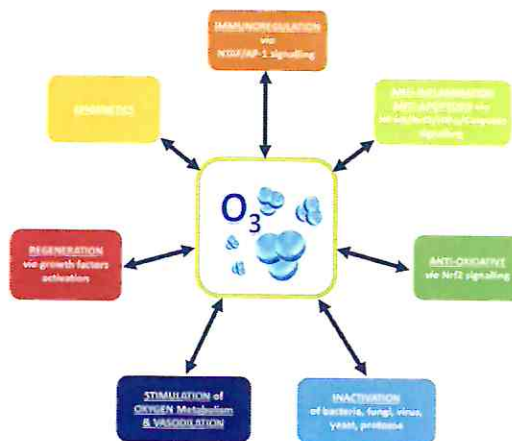 IMMUNOREGULATION
via
NFAT/AP-1 signalling
ANTI-INFLAMMATION
ANTI-APOPTOSIS via
signalling
ANTI-OXIDATIVE
via Nrf2 signalling
INACTIVATION
of bacteria, fungi, virus,
yeast, protozoa
STIMULATION of
OXYGEN Metabolism
& VASODILATION
REGENERATION
via growth factors
activation
O3